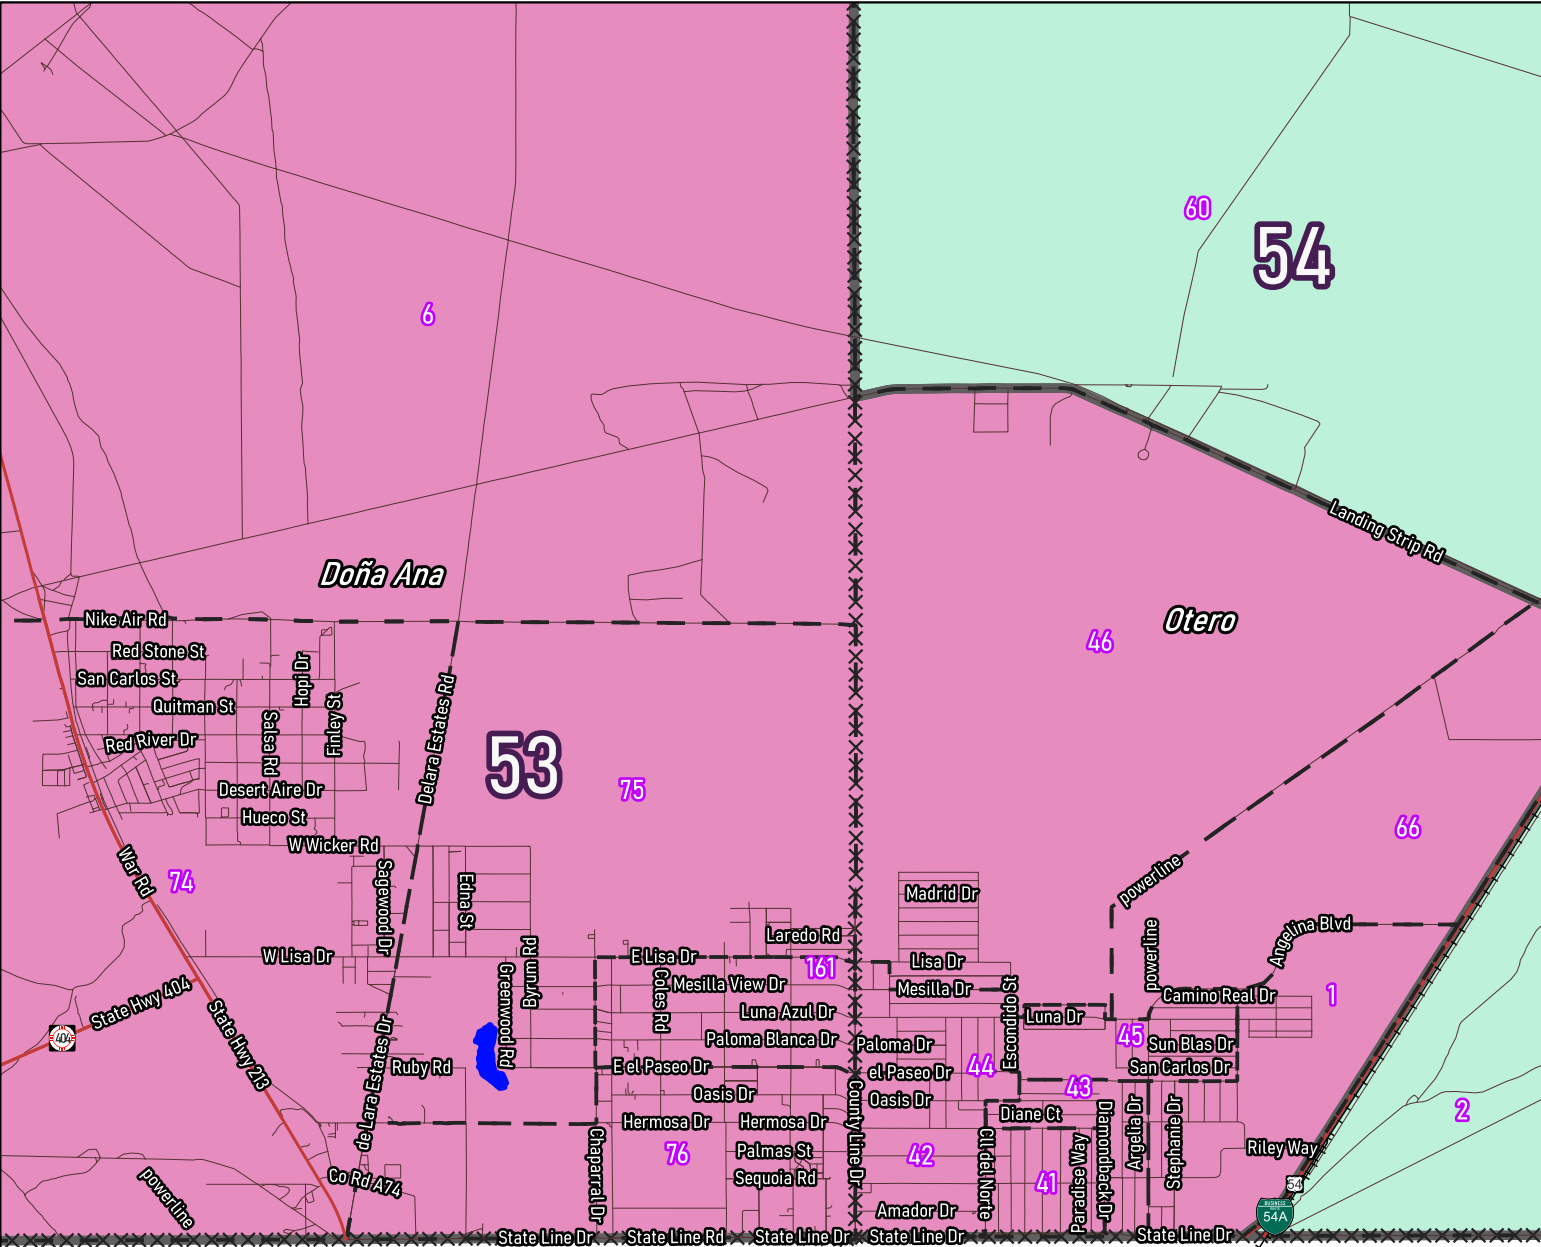 60
54
6
Landing Strip Rd
Doña Ana
Nike Air Rd
Otero
46
Red Stone St
Hopi Dr
San Carlos St
Delara Estates Rd
Quitman St
Salsa Rd
Finley St
Red River Dr
53
75
Desert Aire Dr
Hueco St
66
W Wicker Rd
War Rd
74
Sagewood Dr
Edna St
powerline
Madrid Dr
Laredo Rd
Angelina Blvd
powerline
W Lisa Dr
Byrum Rd
E Lisa Dr
161
Lisa Dr
Greenwood Rd
Coles Rd
Mesilla View Dr
Mesilla Dr
Escondido St
Camino Real Dr
1
State Hwy 404
Luna Azul Dr
Luna Dr
404
State Hwy 213
Paloma Blanca Dr
Paloma Dr
45
Sun Blas Dr
de Lara Estates Dr
Ruby Rd
E el Paseo Dr
el Paseo Dr
44
San Carlos Dr
43
Oasis Dr
County Line Dr
Oasis Dr
Diane Ct
Diamondback Dr
Argelia Dr
Stephanie Dr
2
Hermosa Dr
Hermosa Dr
Chaparral Dr
76
Palmas St
42
Cll del Norte
Paradise Way
Riley Way
Co Rd A74
powerline
Sequoia Rd
41
54
Amador Dr
BUSINESS
54A
State Line Dr
State Line Rd
State Line Dr
State Line Dr
State Line Dr